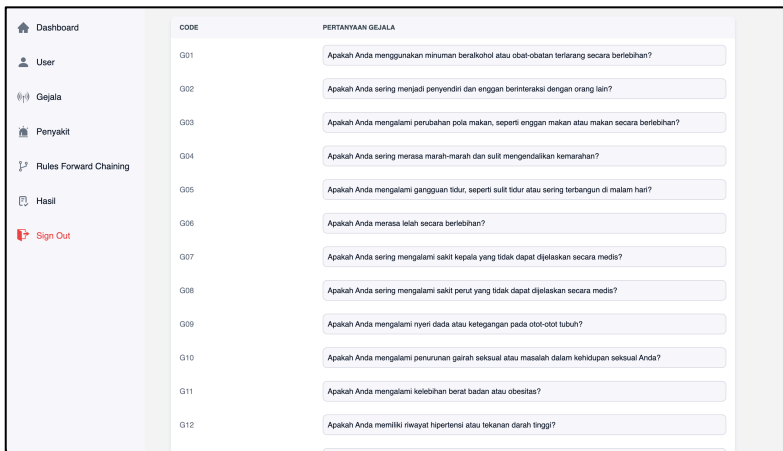 Dashboard
User
Gejala
Penyakit
Rules Forward Chaining
Hasil
Sign Out
CODE PERTANYAAN GEJALA
G01 Apakah Anda menggunakan minuman beralkohol atau obat-obatan terlarang secara berlebihan?
G02 Apakah Anda sering menjadi penyendiri dan enggan berinteraksi dengan orang lain?
G03 Apakah Anda mengalami perubahan pola makan, seperti enggan makan atau makan secara berlebihan?
G04 Apakah Anda sering merasa marah-marah dan sulit mengendalikan kemarahan?
G05 Apakah Anda mengalami gangguan tidur, seperti sulit tidur atau sering terbangun di malam hari?
G06 Apakah Anda merasa lelah secara berlebihan?
G07 Apakah Anda sering mengalami sakit kepala yang tidak dapat dijelaskan secara medis?
G08 Apakah Anda sering mengalami sakit perut yang tidak dapat dijelaskan secara medis?
G09 Apakah Anda mengalami nyeri dada atau ketegangan pada otot-otot tubuh?
G10 Apakah Anda mengalami penurunan gairah seksual atau masalah dalam kehidupan seksual Anda?
G11 Apakah Anda mengalami kelebihan berat badan atau obesitas?
G12 Apakah Anda memiliki riwayat hipertensi atau tekanan darah tinggi?